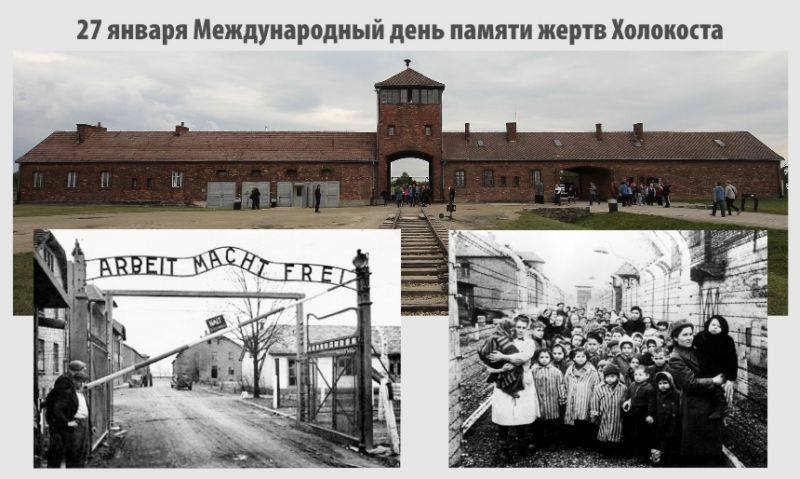 27 января Международный день памяти жертв Холокоста
ARBEIT MACHT FREI
HALT